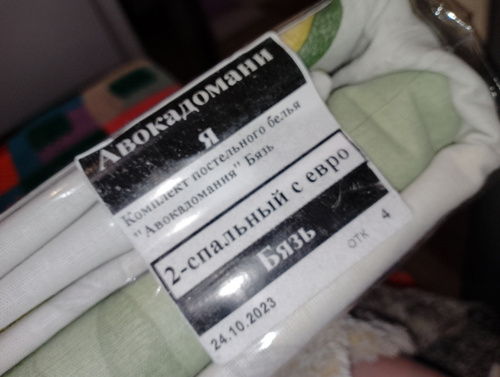 Авокадомани
я
Комплект постельного белья
"Авокадомания" Бязь
2-спальный с евро
Бязь
24.10.2023
ОТК 4